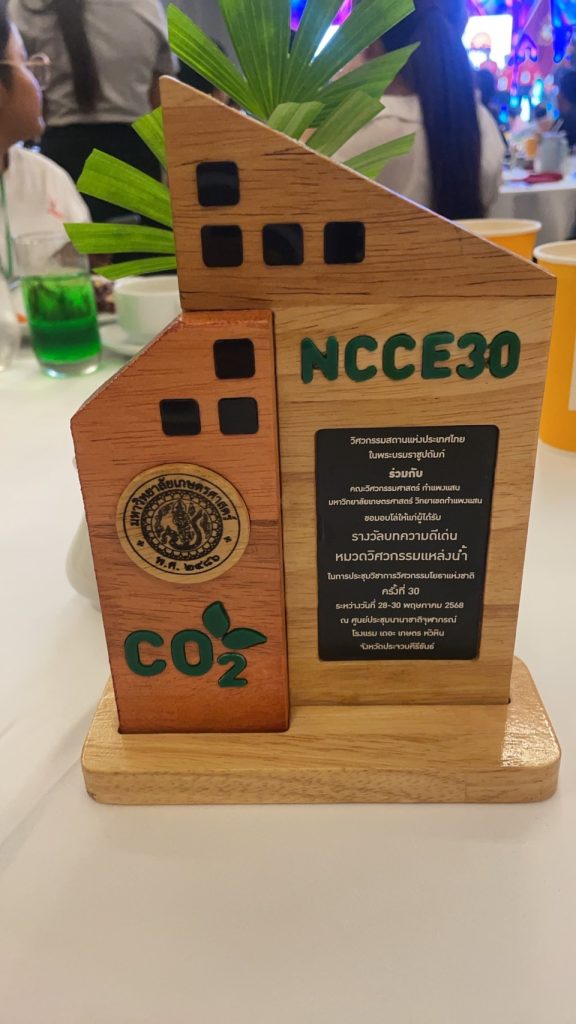 NCCE30
วิศวกรรมสถานแห่งประเทศไทย
ในพระบรมราชูปถัมภ์
ร่วมกับ
คณะวิศวกรรมศาสตร์ กำแพงแสน
มหาวิทยาลัยเกษตรศาสตร์ วิทยาเขตกำแพงแสน
ขอมอบโล่ให้แก่ผู้ได้รับ
รางวัลบทความดีเด่น
หมวดวิศวกรรมแหล่งน้ำ
ในการประชุมวิชาการวิศวกรรมโยธาแห่งชาติ
ครั้งที่ 30
ระหว่างวันที่ 28-30 พฤษภาคม 2568
ณ ศูนย์ประชุมนานาชาติจุฬาภรณ์
โรงแรม เดอะ เกษตร หัวหิน
จังหวัดประจวบคีรีขันธ์
มหาวิทยาลัยเกษตรศาสตร์
พ.ศ. ๒๔๘๖
CO2